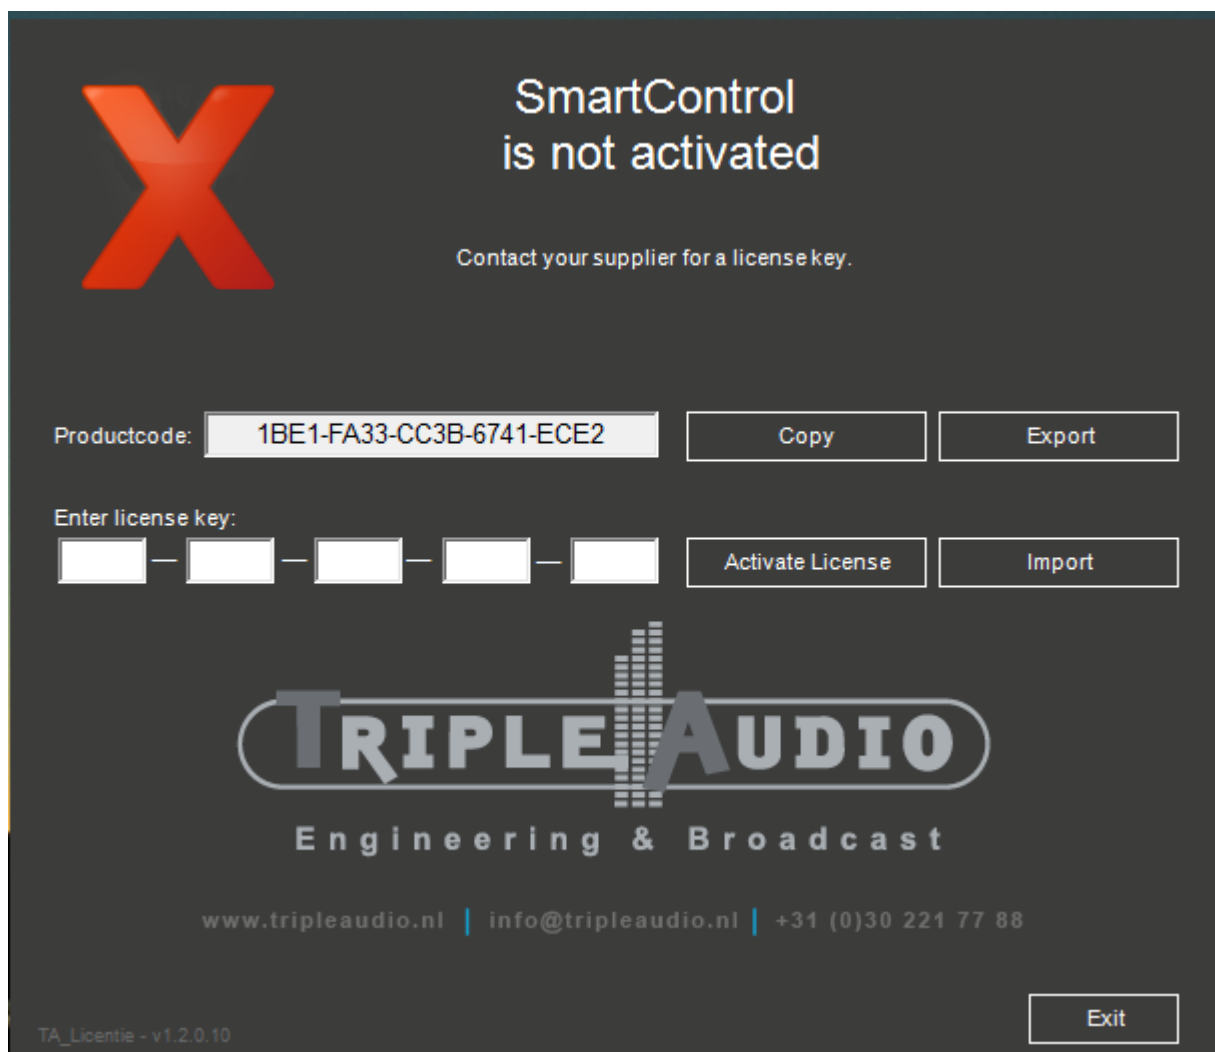 SmartControl
is not activated
Contact your supplier for a license key.
Productcode: 1BE1-FA33-CC3B-6741-ECE2 Copy Export
Enter license key:
Activate License Import
TRIPLE AUDIO
Engineering & Broadcast
www.tripleaudio.nl | info@tripleaudio.nl | +31 (0)30 221 77 88
Exit
TA_Licentie - v1.2.0.10